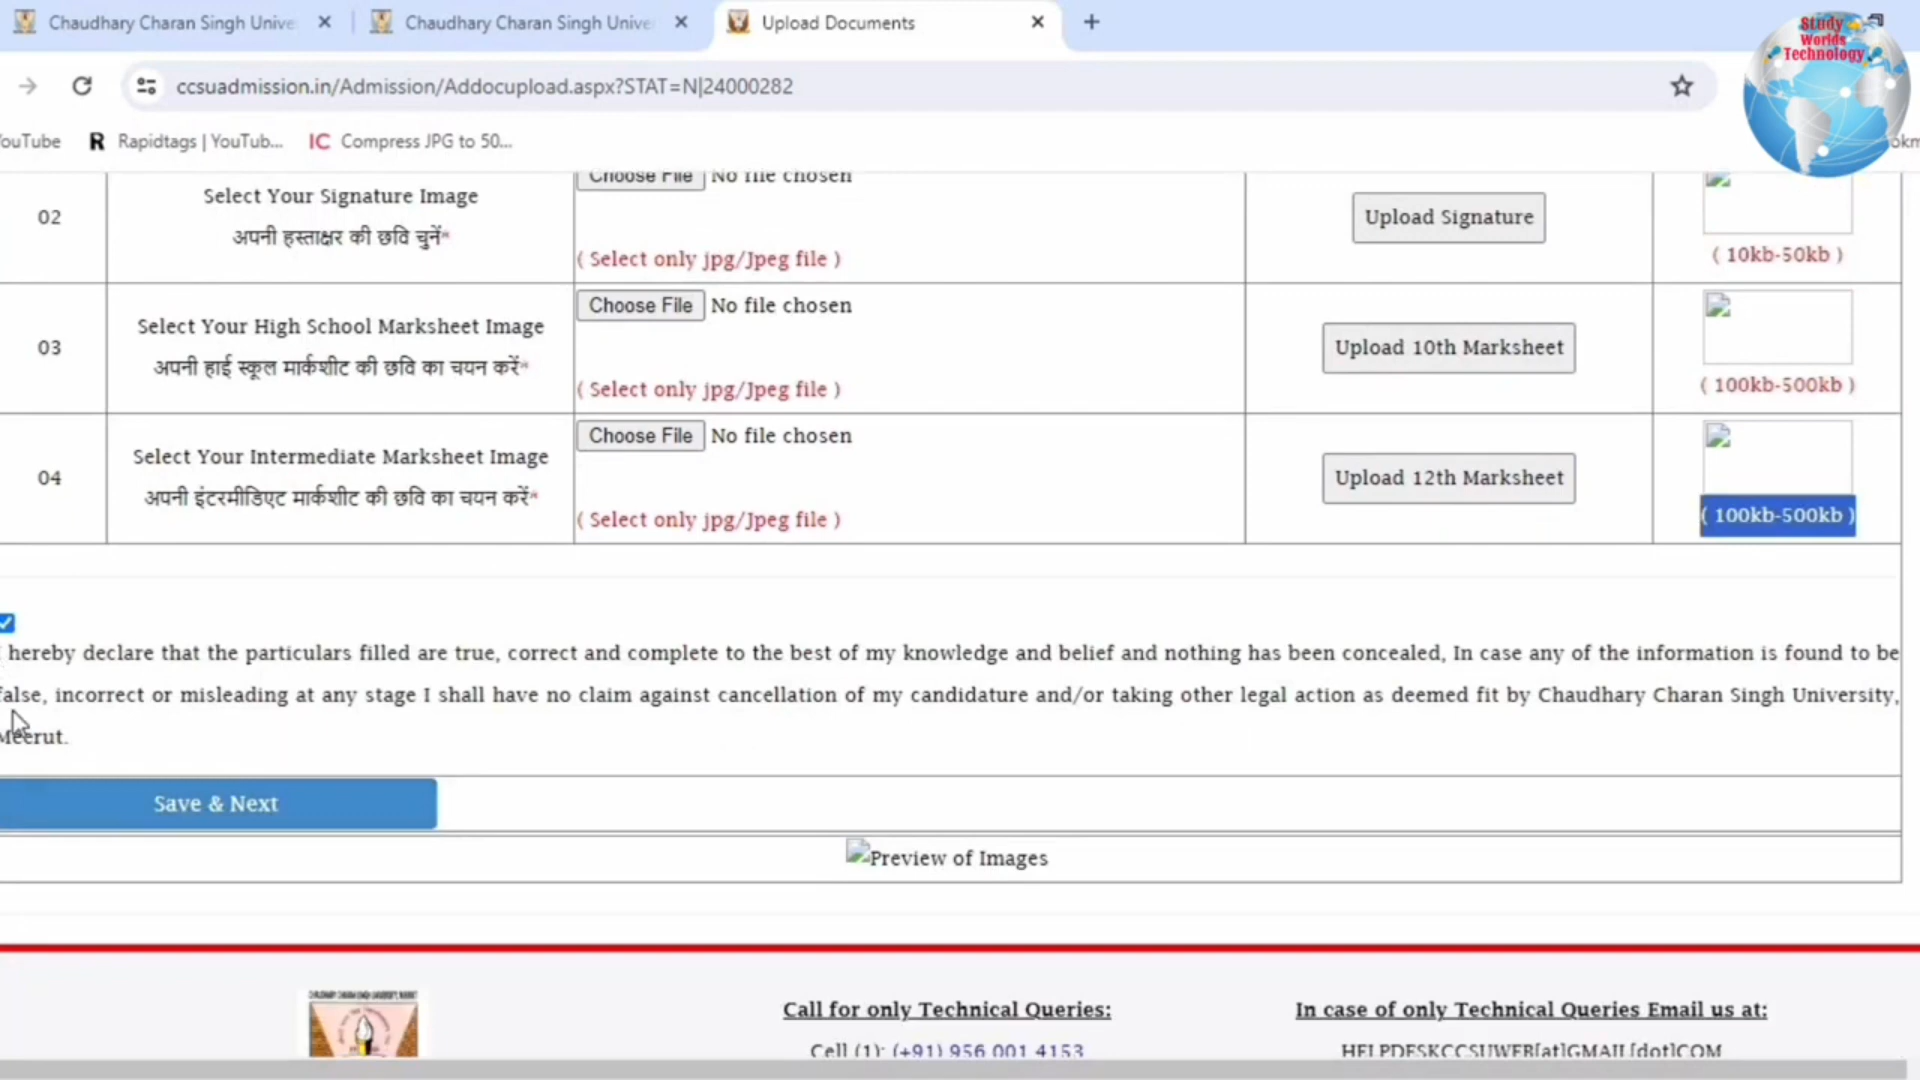 Chaudhary Charan Singh Unive
Chaudhary Charan Singh Unive
Upload Documents
Study
Worlds
Technology
ccsuadmission.in/Admission/Addocupload.aspx?STAT=N|24000282
YouTube
R Rapidtags | YouTub...
IC Compress JPG to 50...
Choose File No file chosen
02
Select Your Signature Image
अपनी हस्ताक्षर की छवि चुनें*
( Select only jpg/Jpeg file )
Upload Signature
( 10kb-50kb )
03
Select Your High School Marksheet Image
अपनी हाई स्कूल मार्कशीट की छवि का चयन करें*
Choose File No file chosen
( Select only jpg/Jpeg file )
Upload 10th Marksheet
( 100kb-500kb )
04
Select Your Intermediate Marksheet Image
अपनी इंटरमीडिएट मार्कशीट की छवि का चयन करें*
Choose File No file chosen
( Select only jpg/Jpeg file )
Upload 12th Marksheet
( 100kb-500kb )
I hereby declare that the particulars filled are true, correct and complete to the best of my knowledge and belief and nothing has been concealed, In case any of the information is found to be
false, incorrect or misleading at any stage I shall have no claim against cancellation of my candidature and/or taking other legal action as deemed fit by Chaudhary Charan Singh University,
Meerut.
Save & Next
Preview of Images
CHAUDHARY CHARAN SINGH UNIVERSITY, MEERUT
Call for only Technical Queries:
Cell (1): (+91) 956 001 4153
In case of only Technical Queries Email us at:
HELPDESKCCSUWEB[at]GMAIL[dot]COM